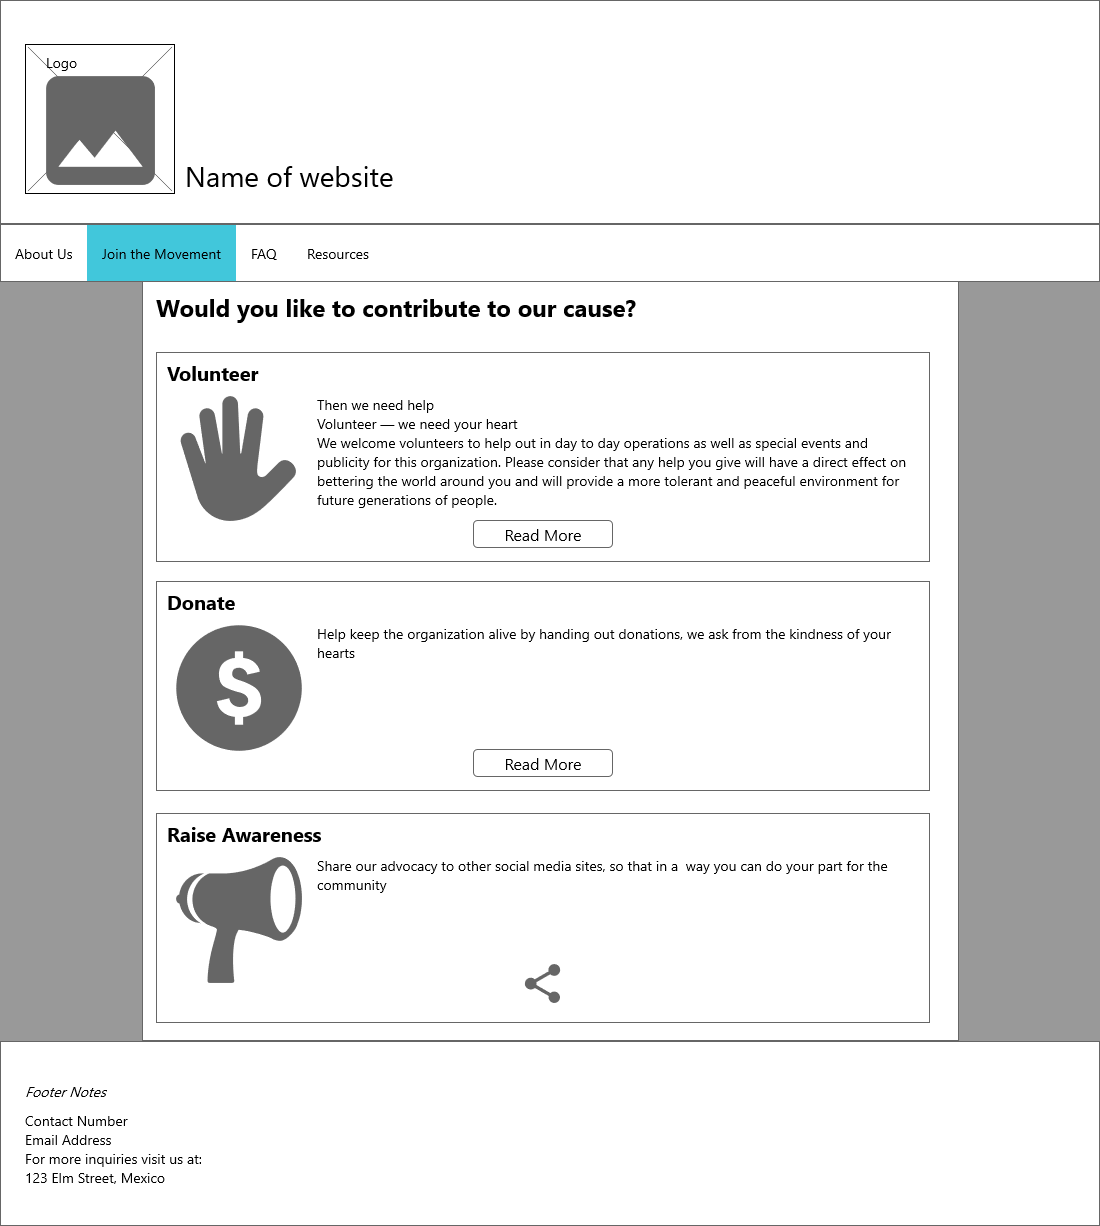 Logo
Name of website
About Us
Join the Movement
FAQ
Resources
Would you like to contribute to our cause?
Volunteer
Then we need help
Volunteer — we need your heart
We welcome volunteers to help out in day to day operations as well as special events and
publicity for this organization. Please consider that any help you give will have a direct effect on
bettering the world around you and will provide a more tolerant and peaceful environment for
future generations of people.
Read More
Donate
$
Help keep the organization alive by handing out donations, we ask from the kindness of your
hearts
Read More
Raise Awareness
Share our advocacy to other social media sites, so that in a  way you can do your part for the
community
Footer Notes
Contact Number
Email Address
For more inquiries visit us at:
123 Elm Street, Mexico